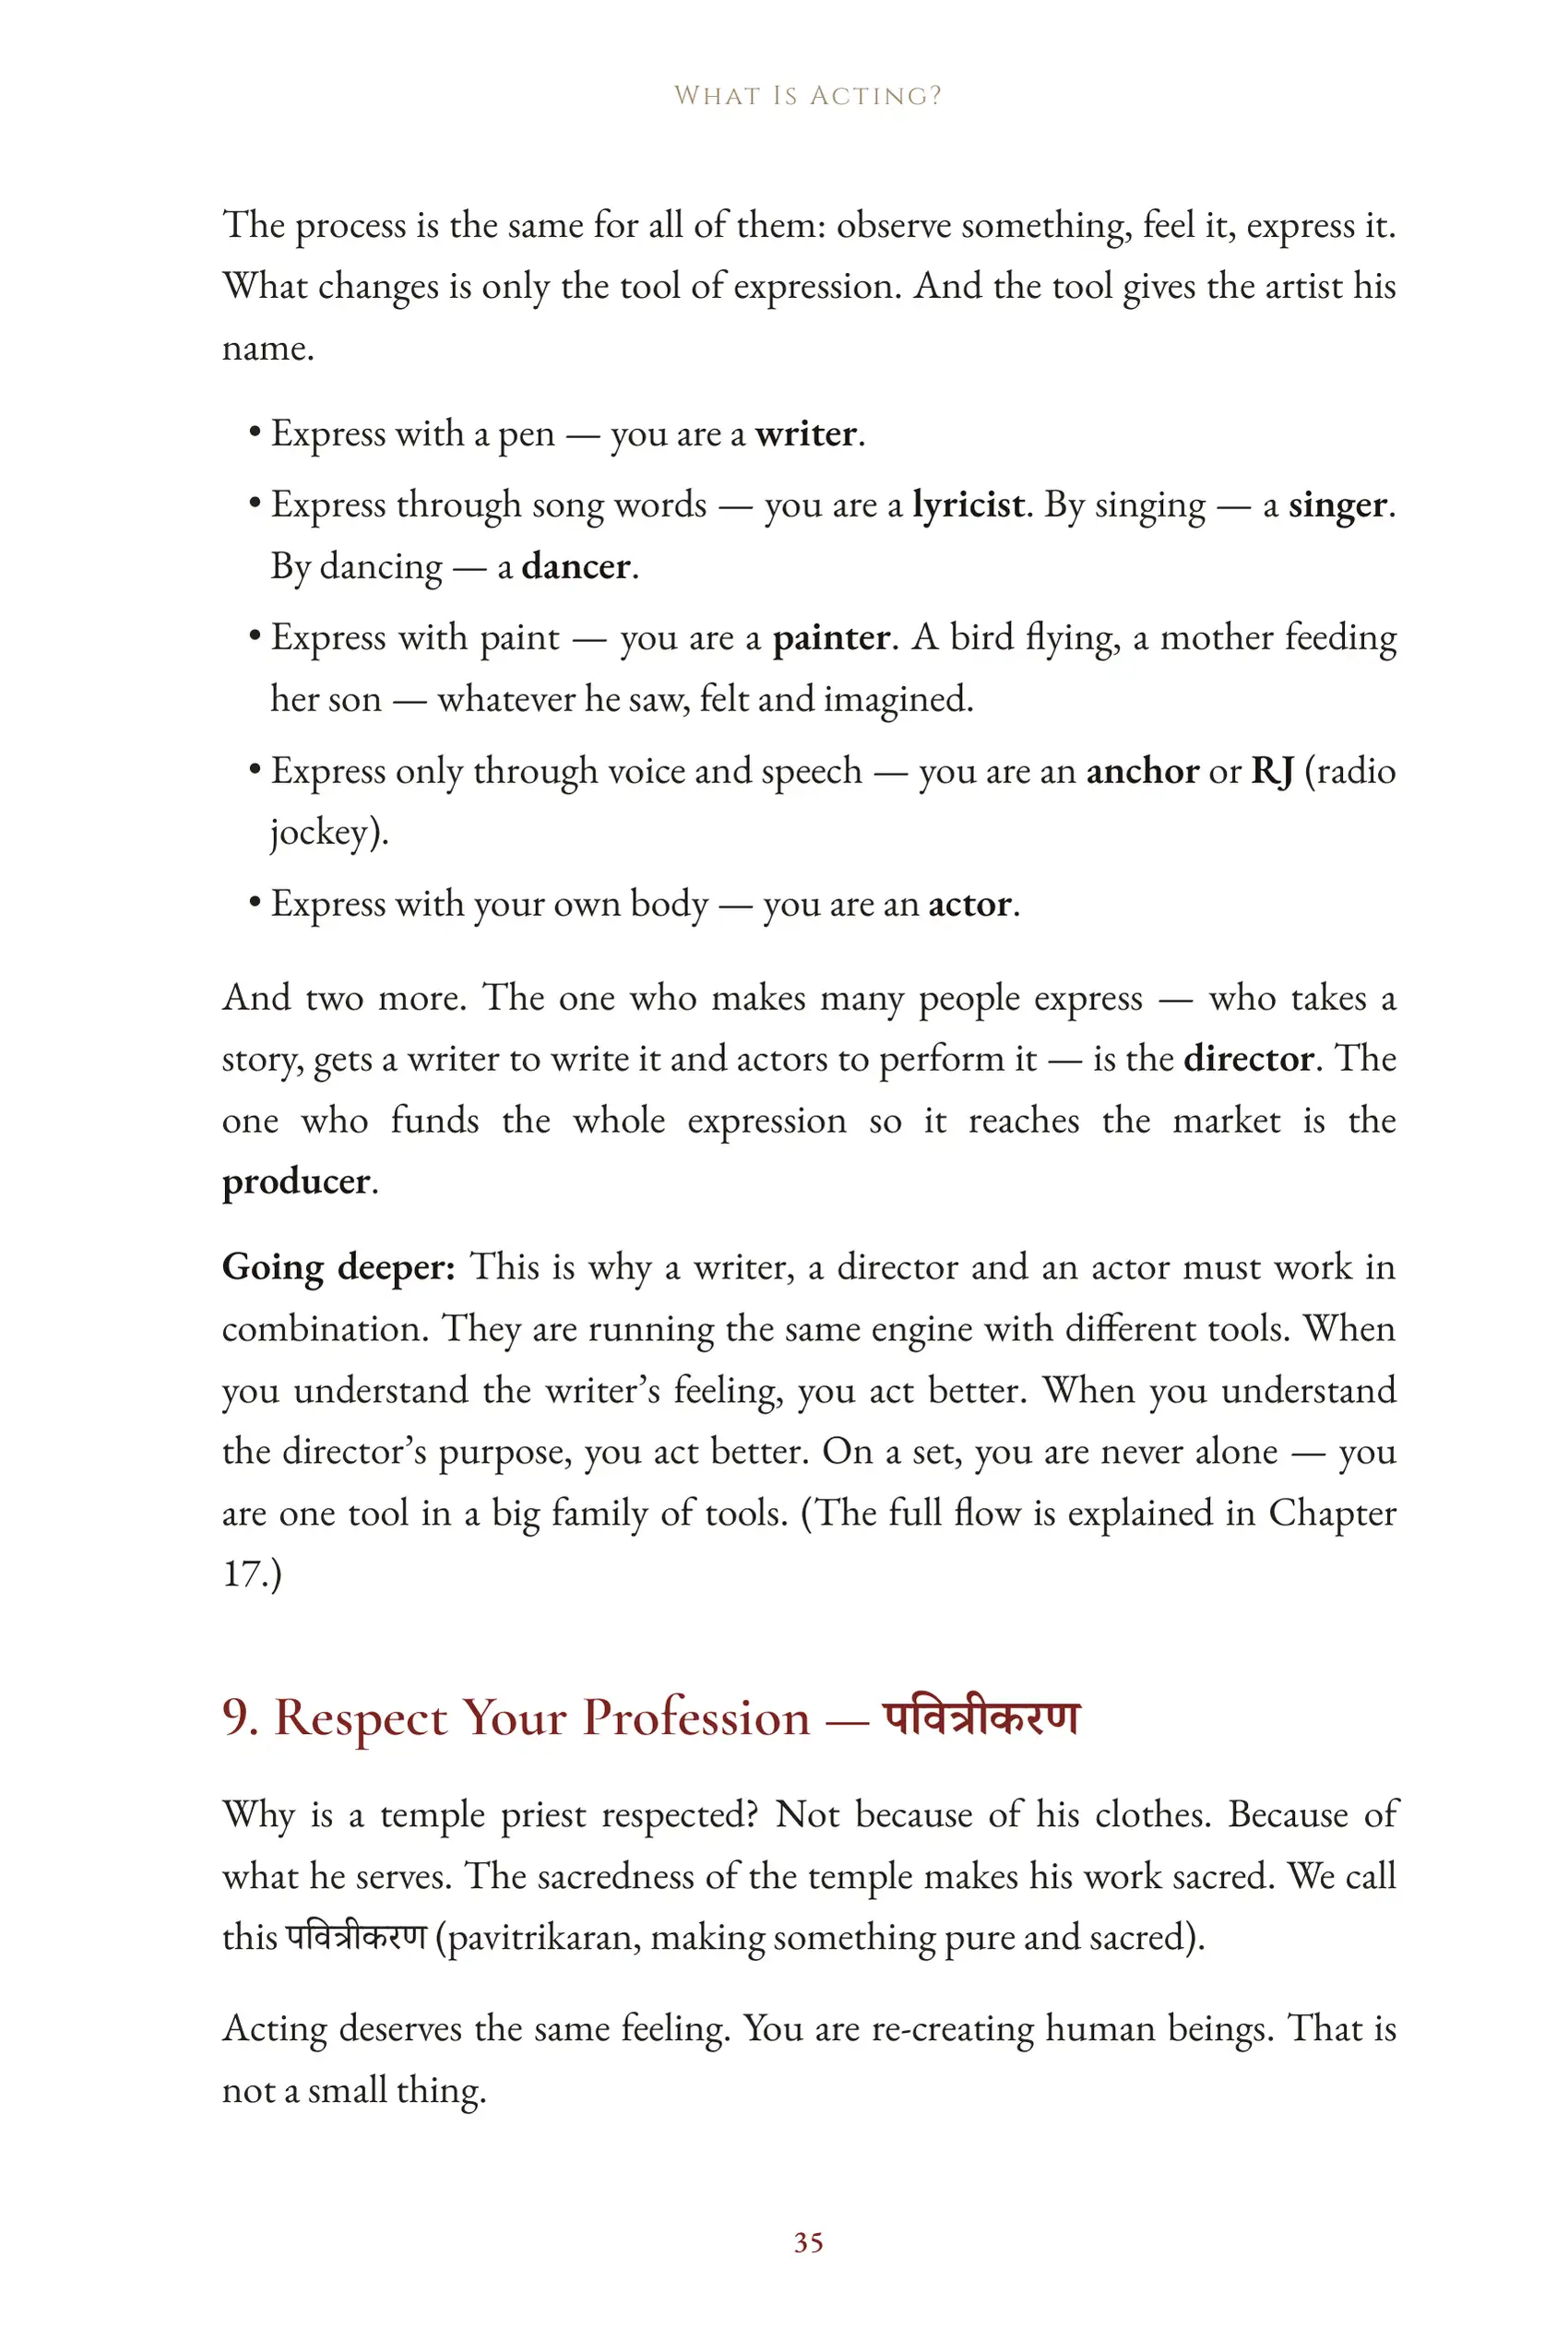 What Is Acting?
The process is the same for all of them: observe something, feel it, express it.
What changes is only the tool of expression. And the tool gives the artist his
name.
• Express with a pen — you are a writer.
• Express through song words — you are a lyricist. By singing — a singer.
By dancing — a dancer.
• Express with paint — you are a painter. A bird flying, a mother feeding
her son — whatever he saw, felt and imagined.
• Express only through voice and speech — you are an anchor or RJ (radio
jockey).
• Express with your own body — you are an actor.
And two more. The one who makes many people express — who takes a
story, gets a writer to write it and actors to perform it — is the director. The
one who funds the whole expression so it reaches the market is the
producer.
Going deeper: This is why a writer, a director and an actor must work in
combination. They are running the same engine with different tools. When
you understand the writer’s feeling, you act better. When you understand
the director’s purpose, you act better. On a set, you are never alone — you
are one tool in a big family of tools. (The full flow is explained in Chapter
17.)
9. Respect Your Profession — पवित्रीकरण
Why is a temple priest respected? Not because of his clothes. Because of
what he serves. The sacredness of the temple makes his work sacred. We call
this पवित्रीकरण (pavitrikaran, making something pure and sacred).
Acting deserves the same feeling. You are re-creating human beings. That is
not a small thing.
35